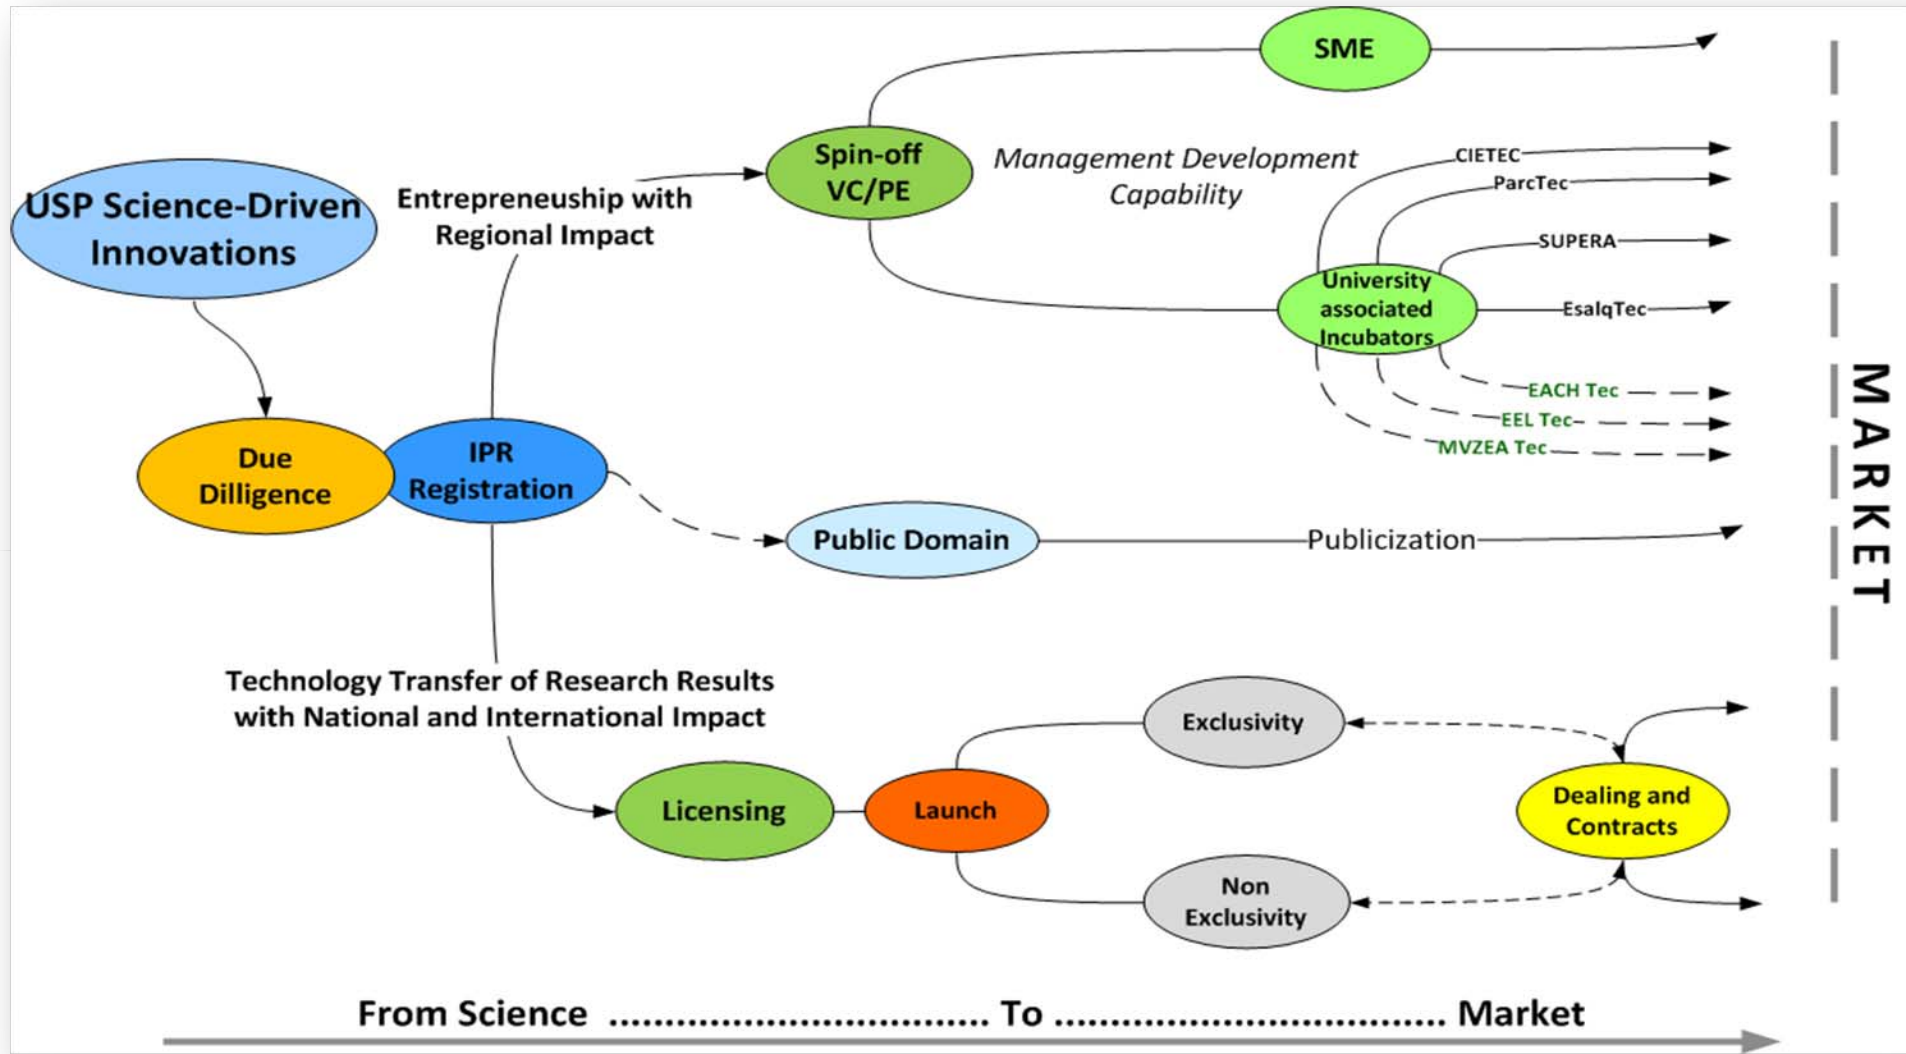 SME
USP Science-Driven
Innovations
Entrepreneuship with
Regional Impact
Spin-off
VC/PE
Management Development
Capability
CIETEC
ParcTec
SUPERA
University
associated
Incubators
EsalqTec
EACH Tec
EEL Tec
MVZEA Tec
Due
Dilligence
IPR
Registration
Public Domain
Publicization
MARKET
Technology Transfer of Research Results
with National and International Impact
Licensing
Launch
Exclusivity
Non
Exclusivity
Dealing and
Contracts
From Science .................................. To ................................... Market